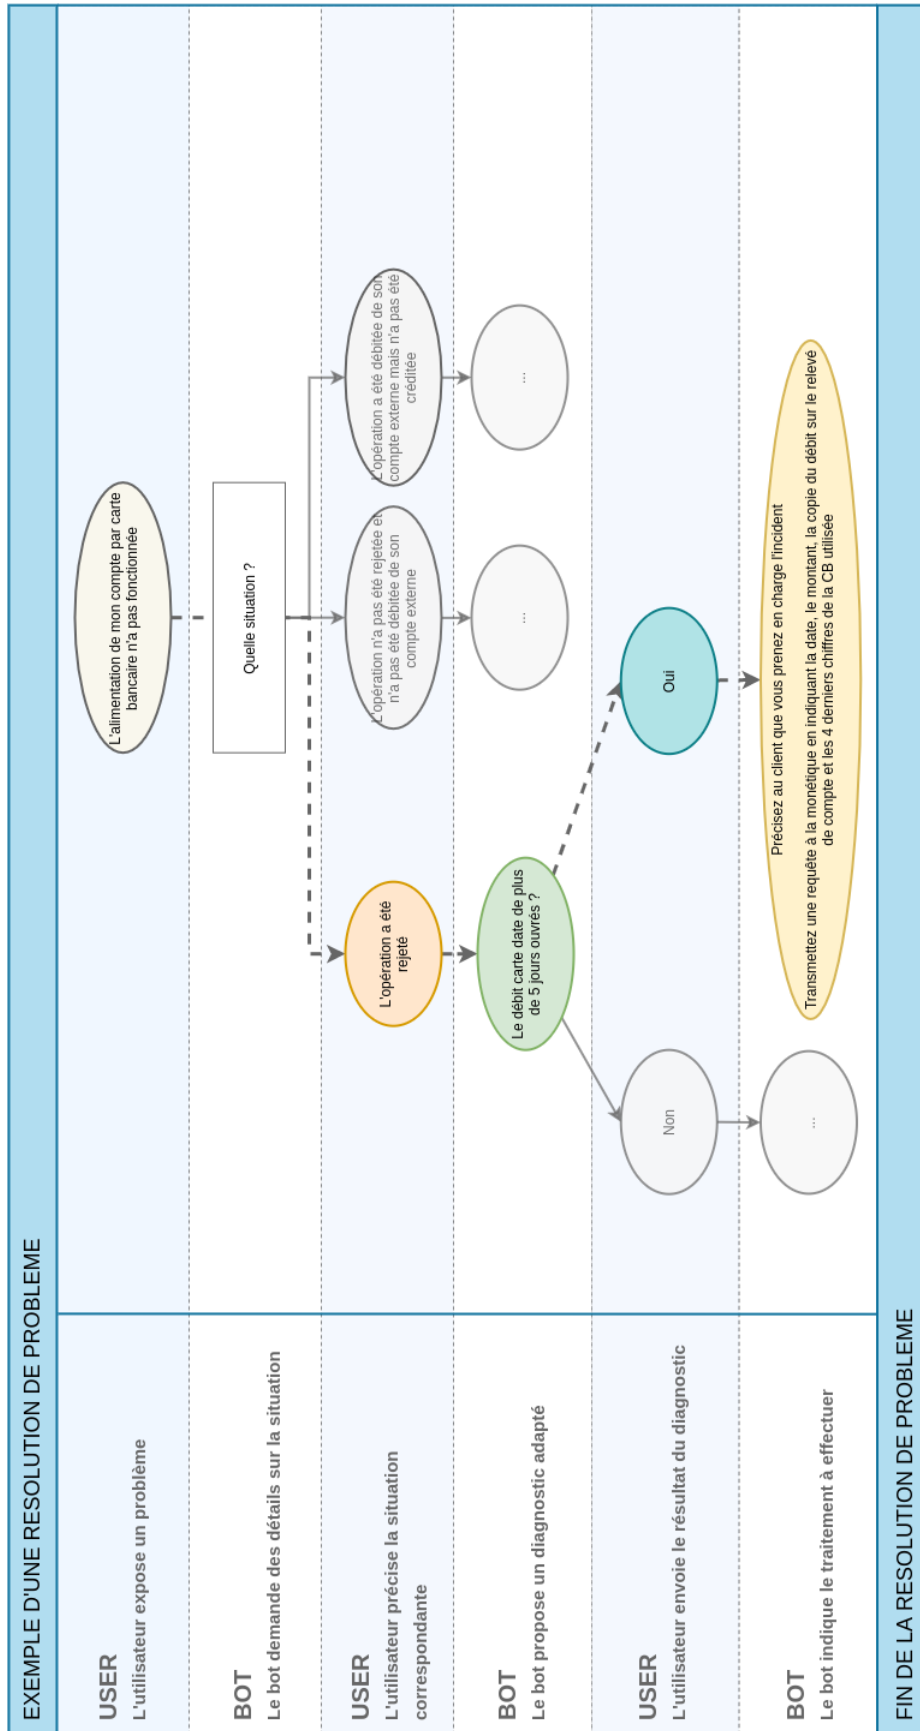 EXEMPLE D'UNE RESOLUTION DE PROBLEME
USER
L'utilisateur expose un problème
L'alimentation de mon compte par carte
bancaire n'a pas fonctionnée
BOT
Le bot demande des détails sur la situation
Quelle situation ?
USER
L'utilisateur précise la situation
correspondante
L'opération a été
rejeté
L'opération n'a pas été rejetée et
n'a pas été débitée de son
compte externe
L'opération a été débitée de son
compte externe mais n'a pas été
créditée
BOT
Le bot propose un diagnostic adapté
Le débit carte date de plus
de 5 jours ouvrés ?
...
...
USER
L'utilisateur envoie le résultat du diagnostic
Non
Oui
BOT
Le bot indique le traitement à effectuer
...
Précisez au client que vous prenez en charge l'incident
Transmettez une requête à la monétique en indiquant la date, le montant, la copie du débit sur le relevé
de compte et les 4 derniers chiffres de la CB utilisée
FIN DE LA RESOLUTION DE PROBLEME